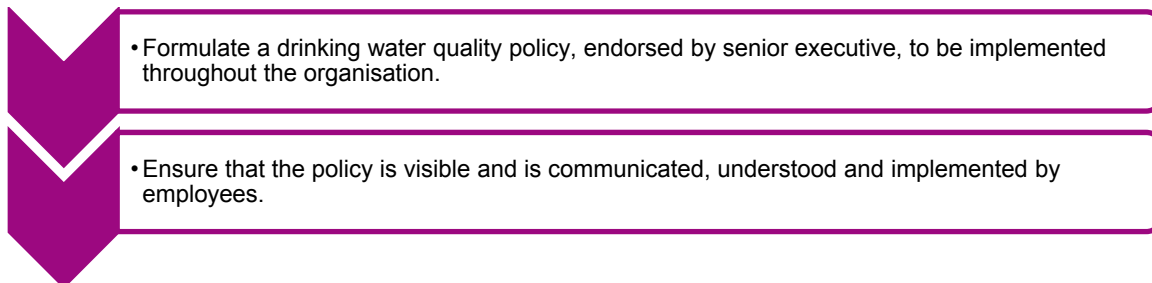 • Formulate a drinking water quality policy, endorsed by senior executive, to be implemented
throughout the organisation.
• Ensure that the policy is visible and is communicated, understood and implemented by
employees.